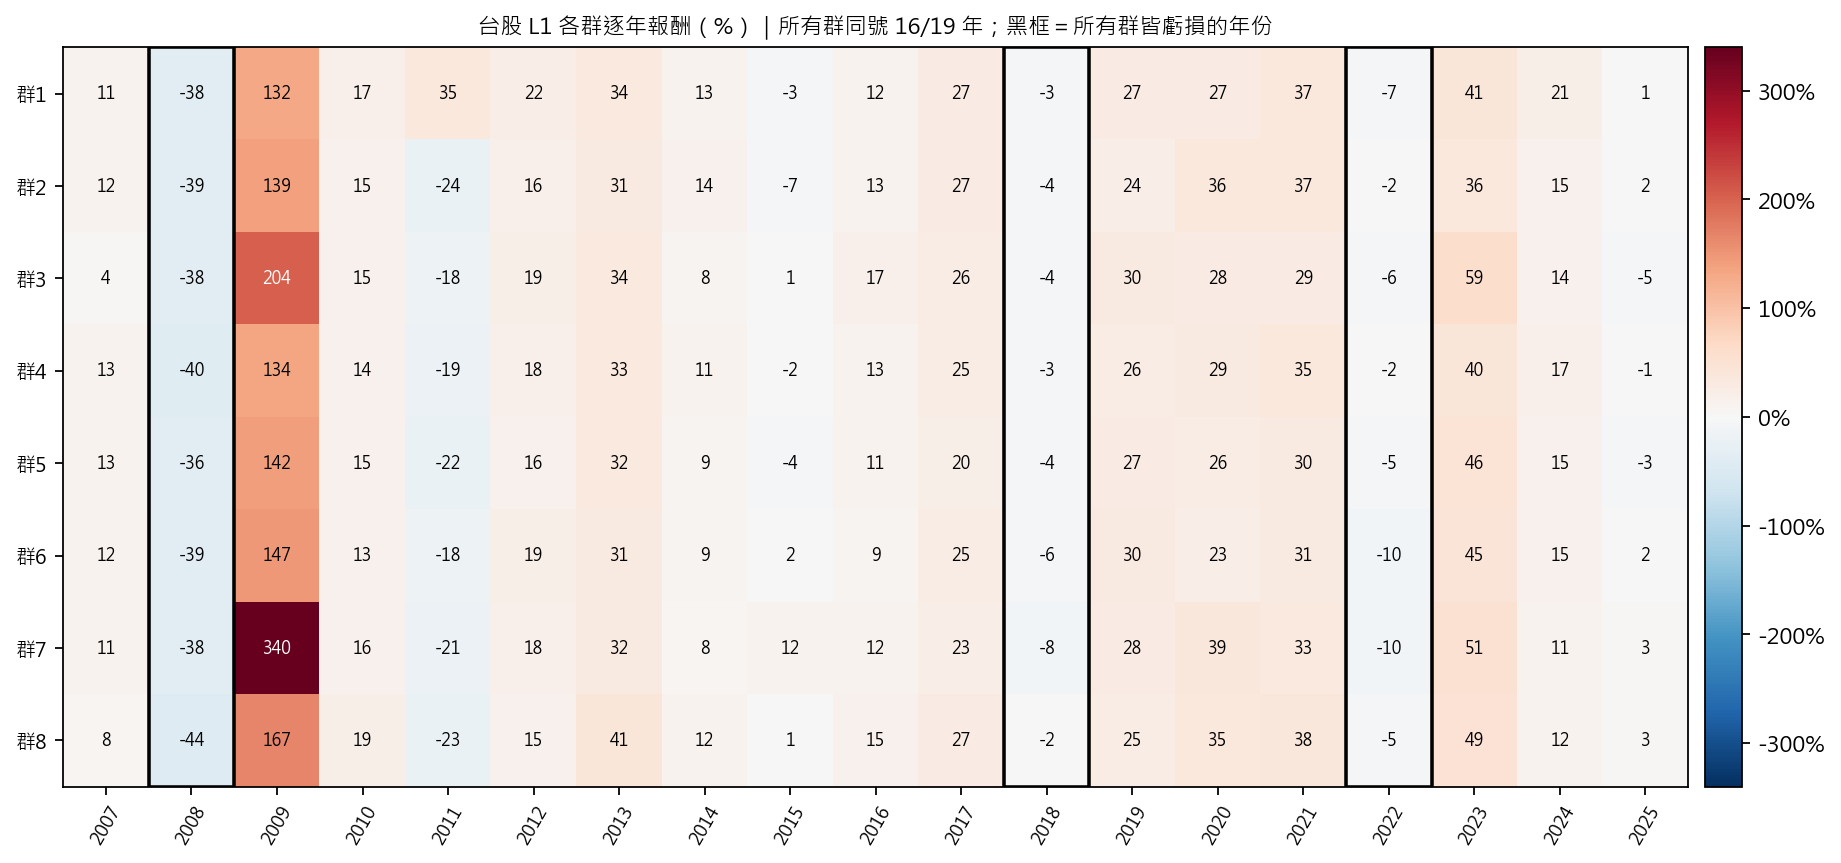 台股 L1 各群逐年報酬（%）｜所有群同號 16/19 年；黑框＝所有群皆虧損的年份
群1 11 -38 132 17 35 22 34 13 -3 12 27 -3 27 27 37 -7 41 21 1
群2 12 -39 139 15 -24 16 31 14 -7 13 27 -4 24 36 37 -2 36 15 2
群3 4 -38 204 15 -18 19 34 8 1 17 26 -4 30 28 29 -6 59 14 -5
群4 13 -40 134 14 -19 18 33 11 -2 13 25 -3 26 29 35 -2 40 17 -1
群5 13 -36 142 15 -22 16 32 9 -4 11 20 -4 27 26 30 -5 46 15 -3
群6 12 -39 147 13 -18 19 31 9 2 9 25 -6 30 23 31 -10 45 15 2
群7 11 -38 340 16 -21 18 32 8 12 12 23 -8 28 39 33 -10 51 11 3
群8 8 -44 167 19 -23 15 41 12 1 15 27 -2 25 35 38 -5 49 12 3
2007 2008 2009 2010 2011 2012 2013 2014 2015 2016 2017 2018 2019 2020 2021 2022 2023 2024 2025
300%
200%
100%
0%
-100%
-200%
-300%